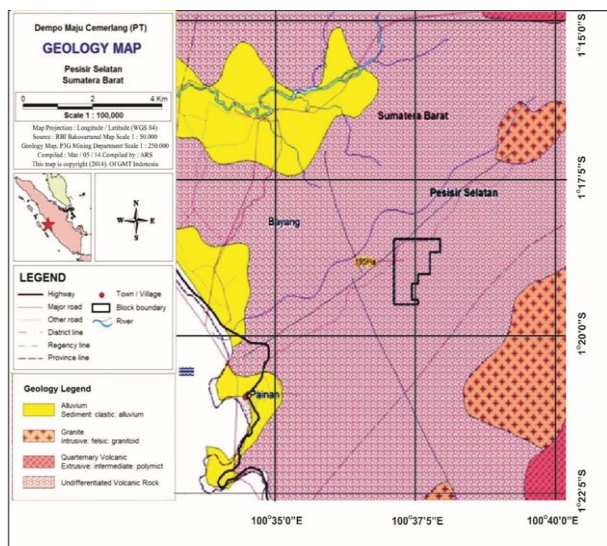 Dempo Maju Cemerlang (PT)
GEOLOGY MAP
Pesisir Selatan
Sumatera Barat
0 2 4 Km
Scale 1 : 100,000
Map Projection : Longitude / Latitude (WGS 84)
Source : RBI Bakosurtanal Map Scale 1 : 50.000
Geology Map, P3G Mining Department Scale 1 : 250.000
Compiled : Mar / 05 / 14 Compiled by : ARS
This map is copyright (2014), Of GMT Indonesia
N
W E
S
LEGEND
Highway
Major road
Other road
District line
Regency line
Province line
Town / Village
Block boundary
River
Geology Legend
Alluvium
Sediment: clastic: alluvium
Granite
Intrusive: felsic: granitoid
Quarternary Volcanic
Extrusive: intermediate: polymict
Undifferentiated Volcanic Rock
Sumatera Barat
Pesisir Selatan
Bayang
Painan
1°15'0"S
1°17'5"S
1°20'0"S
1°22'5"S
100°35'0"E 100°37'5"E 100°40'0"E